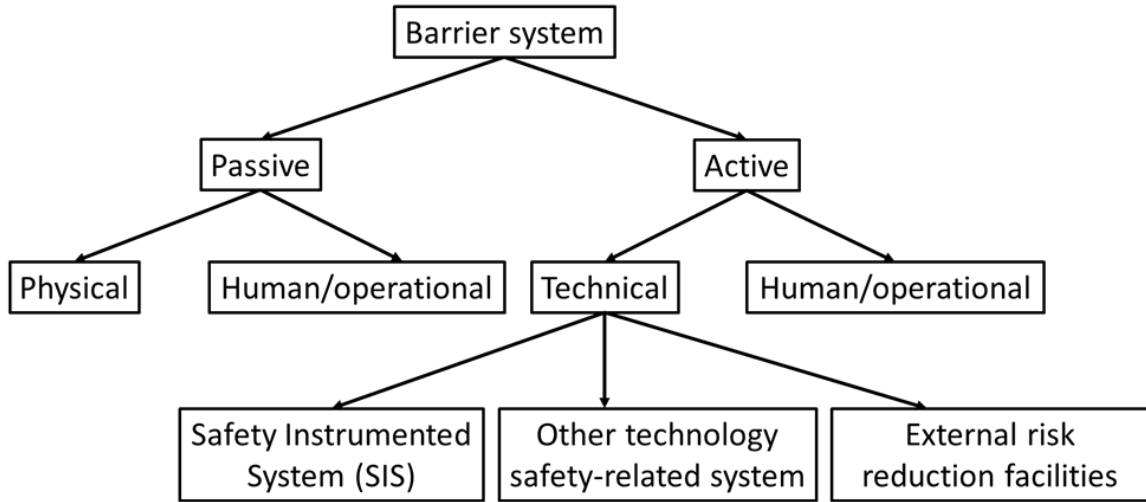 Barrier system
Passive
Active
Physical
Human/operational
Technical
Human/operational
Safety Instrumented
System (SIS)
Other technology
safety-related system
External risk
reduction facilities